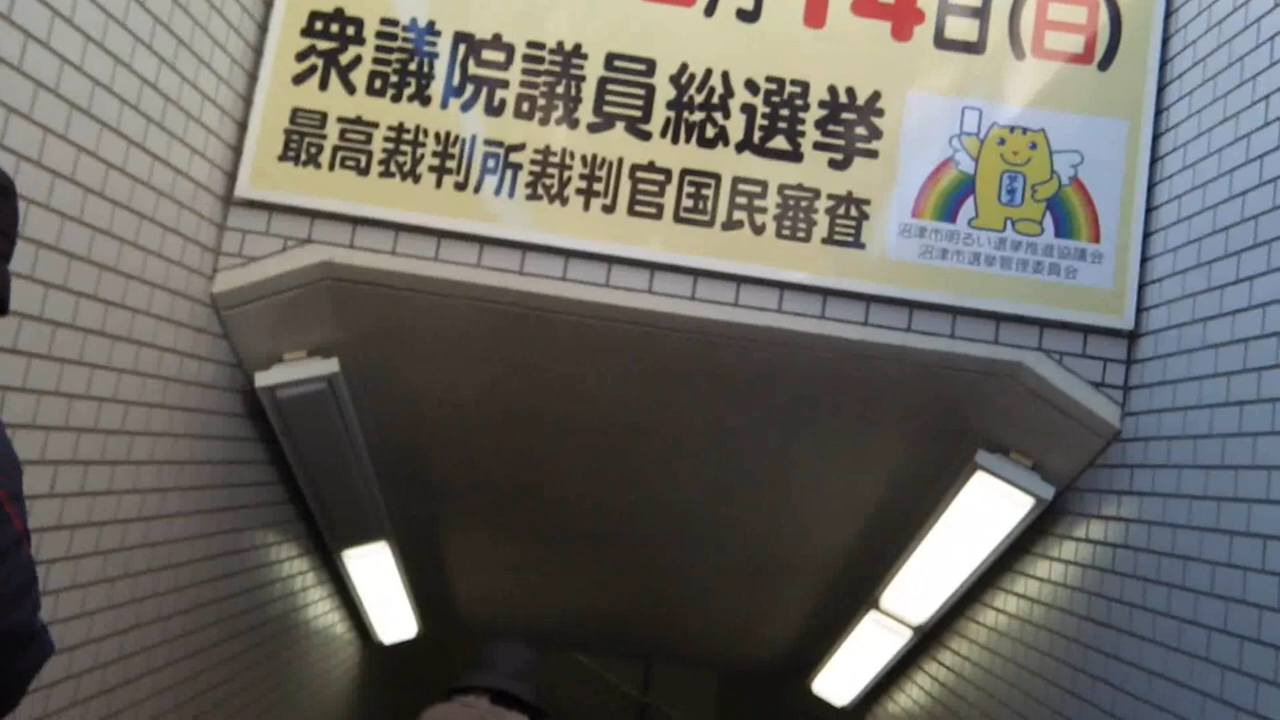 月14日(日)
衆議院議員総選挙
最高裁判所裁判官国民審査
沼津市明るい選挙推進協議会
沼津市選挙管理委員会